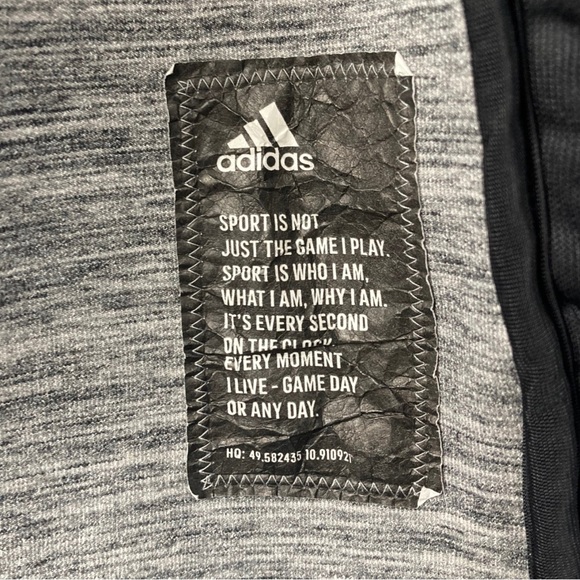 adidas
SPORT IS NOT
JUST THE GAME I PLAY.
SPORT IS WHO I AM,
WHAT I AM, WHY I AM.
IT'S EVERY SECOND
ON THE CLOCK
EVERY MOMENT
I LIVE - GAME DAY
OR ANY DAY.
HQ: 49.582435 10.910921